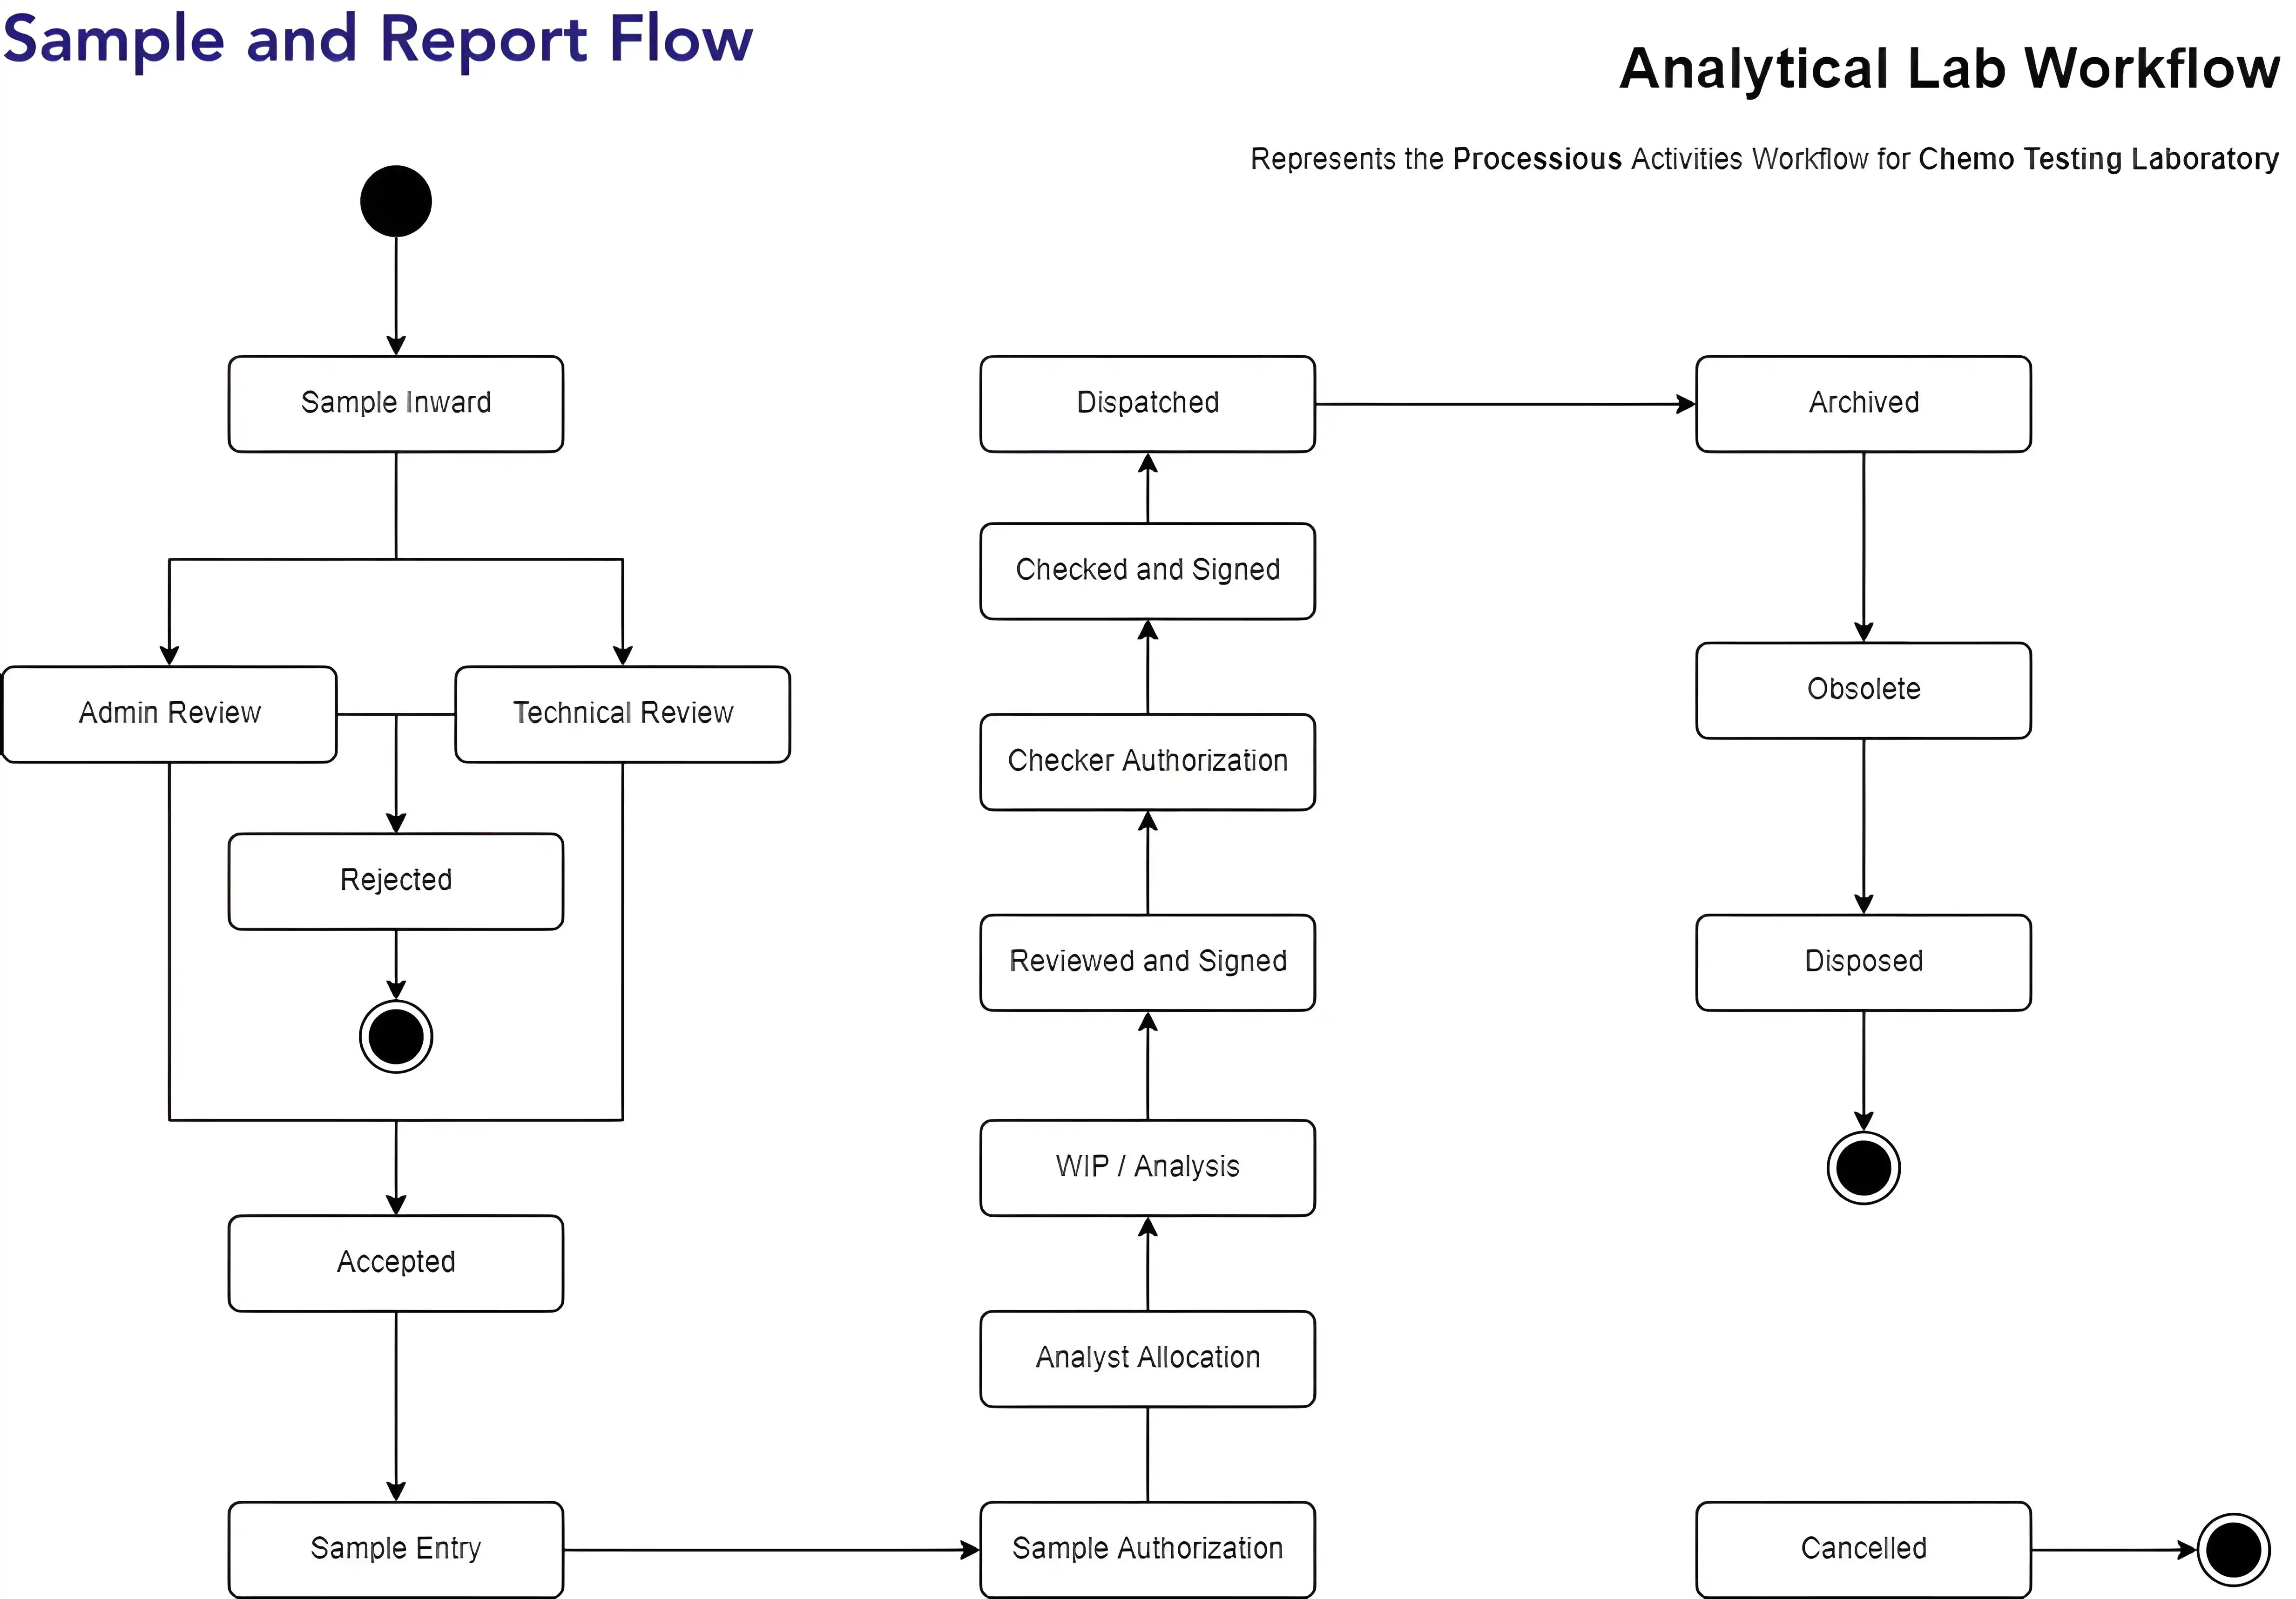 Sample and Report Flow
Analytical Lab Workflow
Represents the Processious Activities Workflow for Chemo Testing Laboratory
Sample Inward
Admin Review
Technical Review
Rejected
Accepted
Sample Entry
Dispatched
Checked and Signed
Checker Authorization
Reviewed and Signed
WIP / Analysis
Analyst Allocation
Sample Authorization
Archived
Obsolete
Disposed
Cancelled